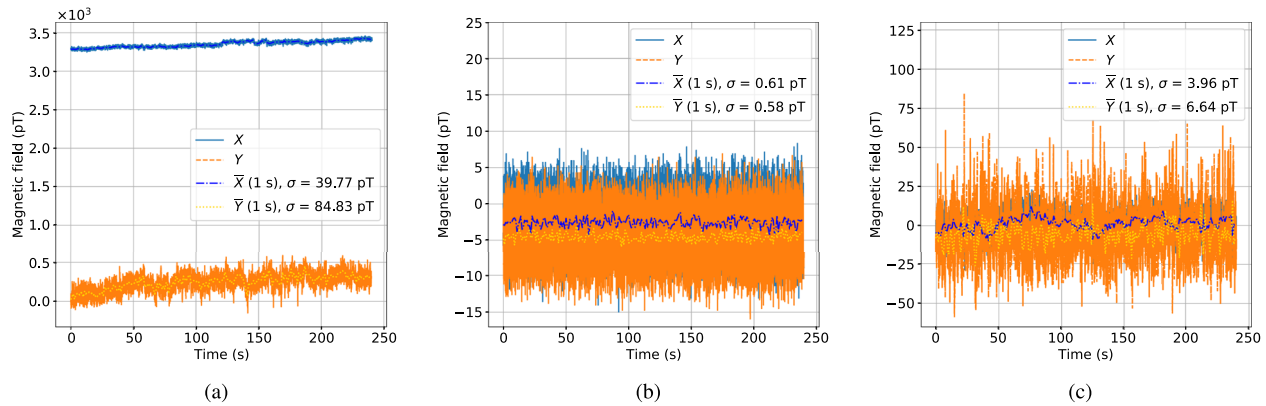 ×10³
3.5
3.0
2.5
2.0
1.5
1.0
0.5
0.0
Magnetic field (pT)
X
Y
X̅ (1 s), σ = 39.77 pT
Y̅ (1 s), σ = 84.83 pT
0 50 100 150 200 250
Time (s)
(a)
25
20
15
10
5
0
−5
−10
−15
Magnetic field (pT)
X
Y
X̅ (1 s), σ = 0.61 pT
Y̅ (1 s), σ = 0.58 pT
0 50 100 150 200 250
Time (s)
(b)
125
100
75
50
25
0
−25
−50
Magnetic field (pT)
X
Y
X̅ (1 s), σ = 3.96 pT
Y̅ (1 s), σ = 6.64 pT
0 50 100 150 200 250
Time (s)
(c)